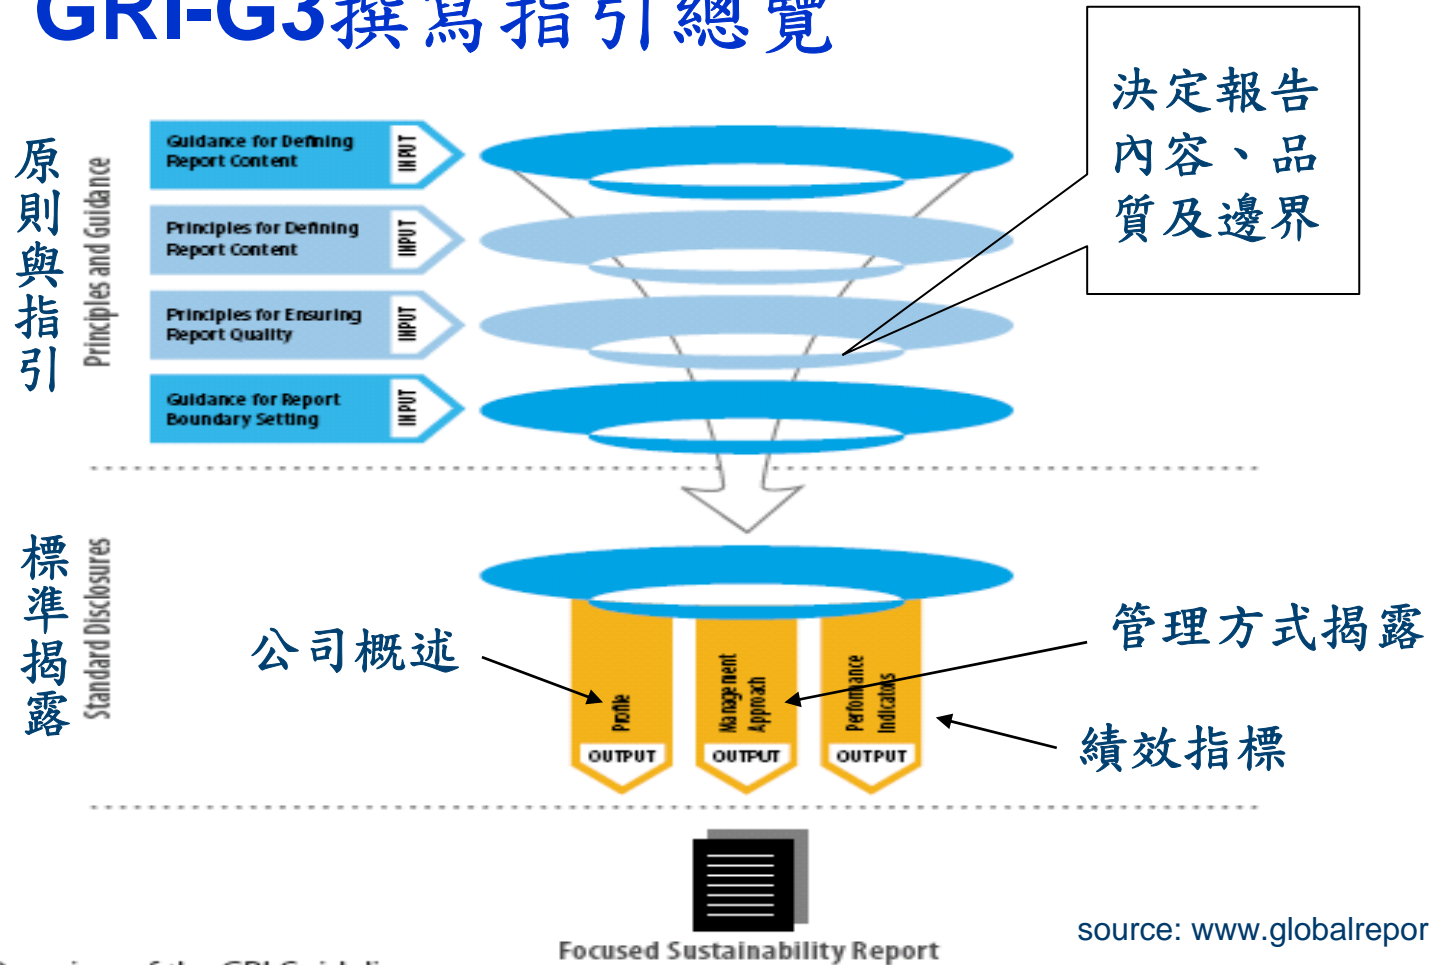 GRI-G3撰寫指引總覽
決定報告
內容、品
質及邊界
原則與指引
Principles and Guidance
Guidance for Defining
Report Content
INPUT
Principles for Defining
Report Content
INPUT
Principles for Ensuring
Report Quality
INPUT
Guidance for Report
Boundary Setting
INPUT
標準揭露
Standard Disclosures
公司概述
管理方式揭露
績效指標
Profile
OUTPUT
Management
Approach
OUTPUT
Performance
Indicators
OUTPUT
Focused Sustainability Report
source: www.globalrepor
of the GRI